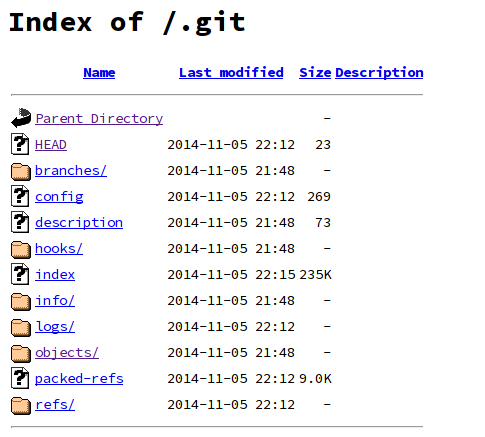 Index of /.git
Name Last modified Size Description
Parent Directory -
HEAD 2014-11-05 22:12 23
branches/ 2014-11-05 21:48 -
config 2014-11-05 22:12 269
description 2014-11-05 21:48 73
hooks/ 2014-11-05 21:48 -
index 2014-11-05 22:15 235K
info/ 2014-11-05 21:48 -
logs/ 2014-11-05 22:12 -
objects/ 2014-11-05 21:48 -
packed-refs 2014-11-05 22:12 9.0K
refs/ 2014-11-05 22:12 -